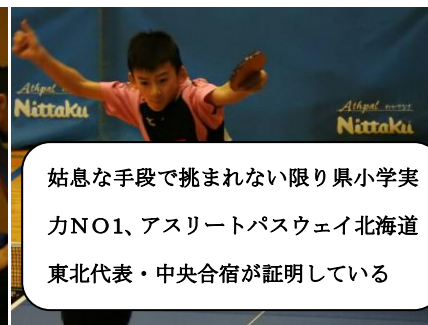 Athpal
Nittaku
Athpal
Nittaku
姑息な手段で挑まれない限り県小学実
力NO1、アスリートパスウェイ北海道
東北代表・中央合宿が証明している